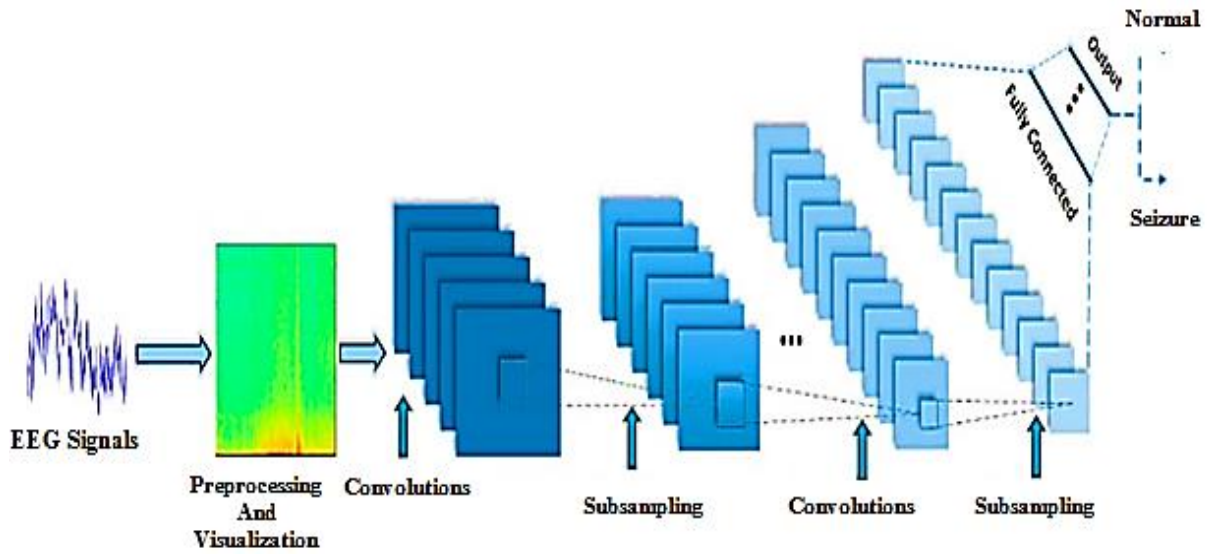 EEG Signals
Preprocessing
And
Visualization
Convolutions
Subsampling
...
Convolutions
Subsampling
Fully Connected
...
Output
Normal
Seizure